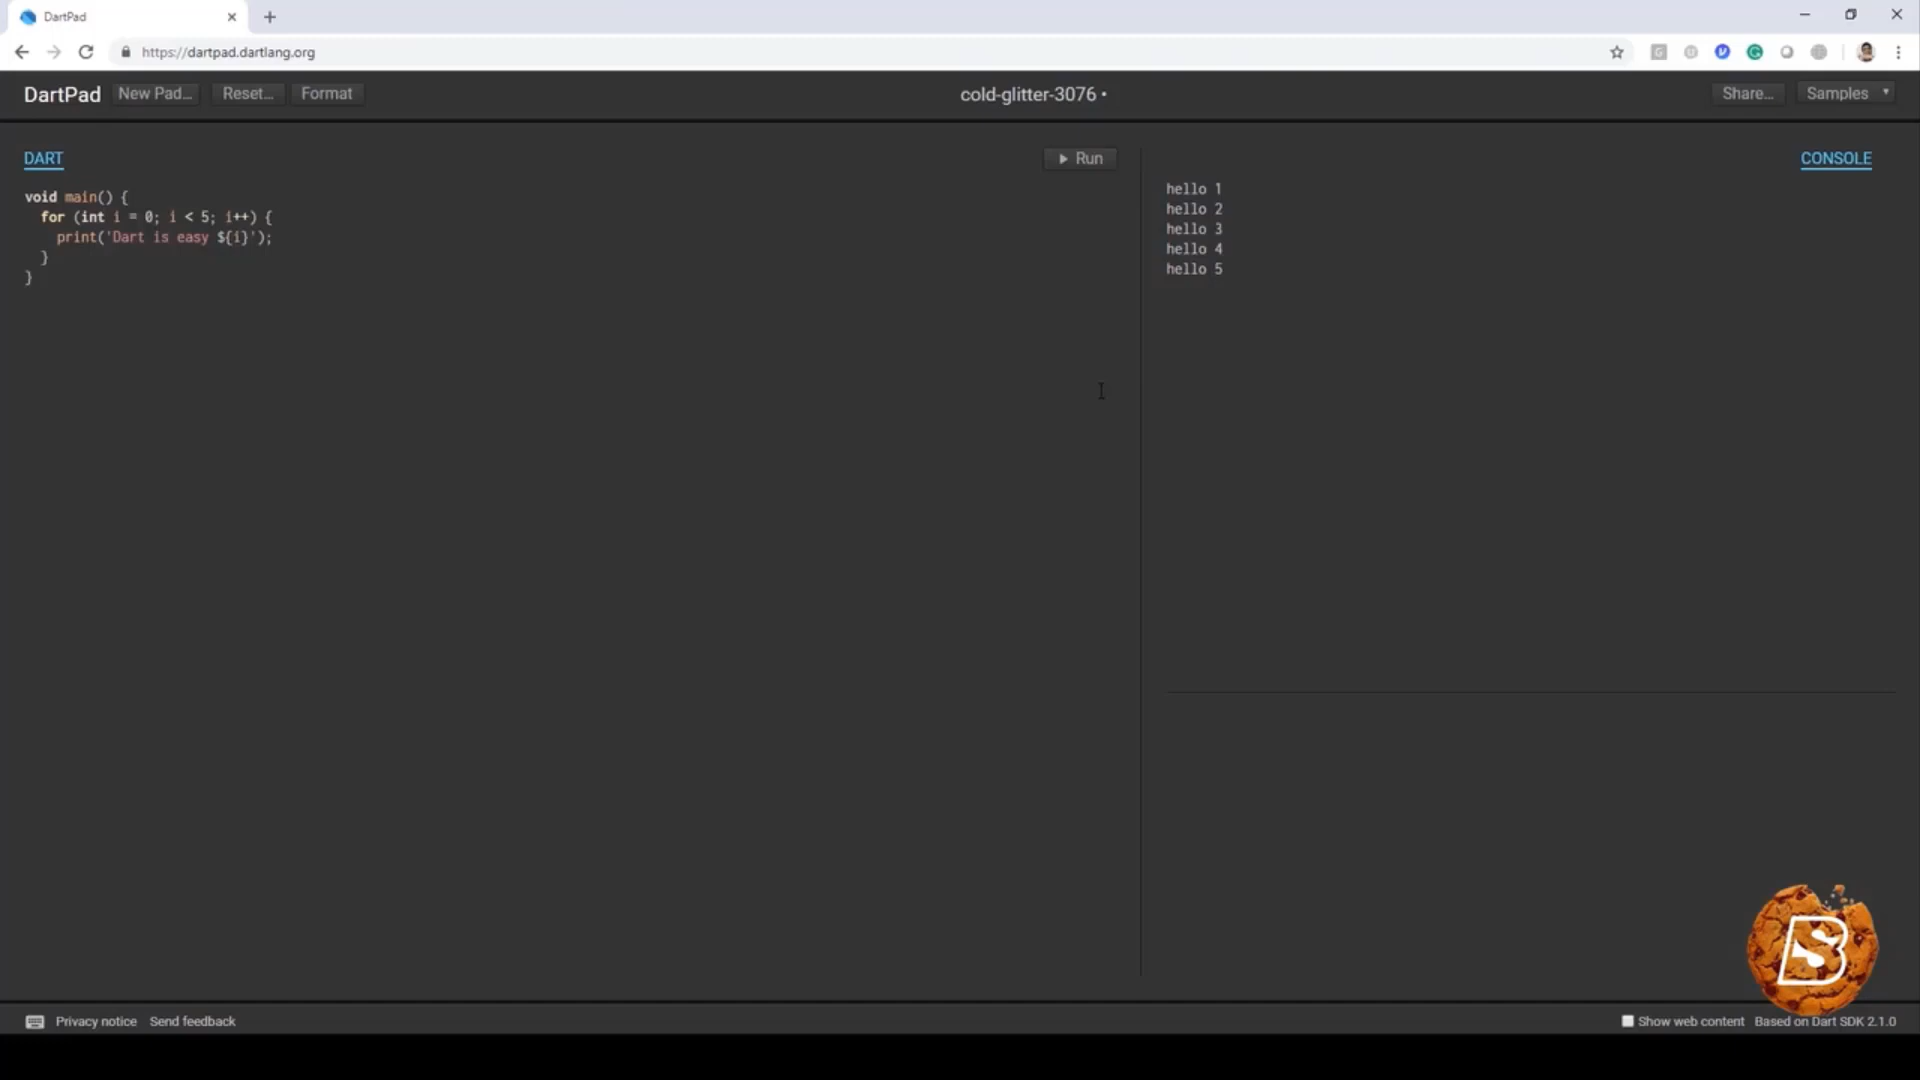 DartPad
https://dartpad.dartlang.org
DartPad New Pad... Reset... Format cold-glitter-3076 • Share... Samples
DART Run CONSOLE
void main() {
  for (int i = 0; i < 5; i++) {
    print('Dart is easy ${i}');
  }
}
hello 1
hello 2
hello 3
hello 4
hello 5
Privacy notice Send feedback Show web content Based on Dart SDK 2.1.0